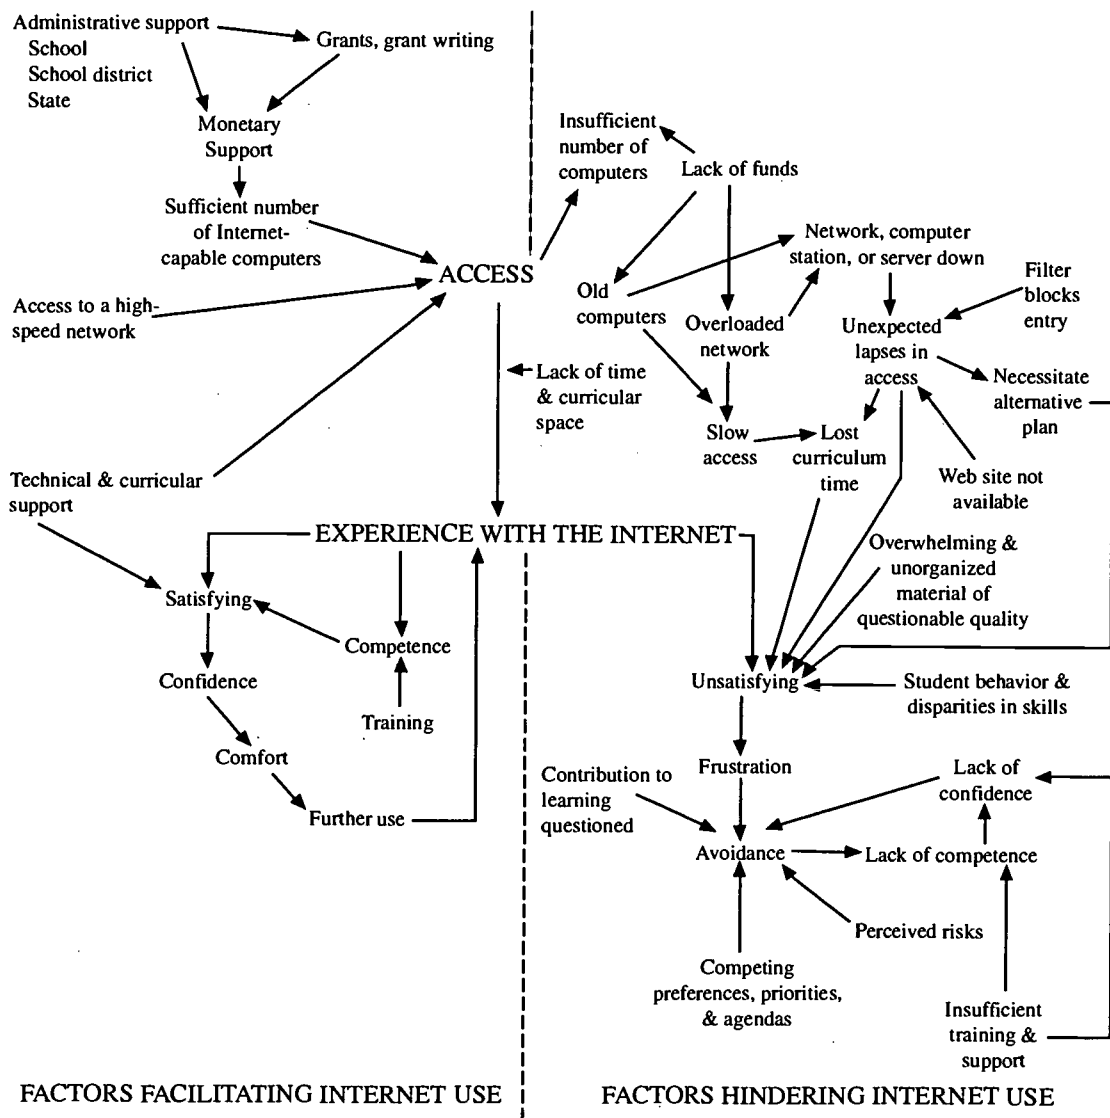 Administrative support
School
School district
State
Grants, grant writing
Monetary
Support
Sufficient number
of Internet-
capable computers
ACCESS
Access to a high-
speed network
Technical & curricular
support
Insufficient
number of
computers
Lack of funds
Network, computer
station, or server down
Old
computers
Overloaded
network
Filter
blocks
entry
Unexpected
lapses in
access
Necessitate
alternative
plan
Lack of time
& curricular
space
Slow
access
Lost
curriculum
time
Web site not
available
EXPERIENCE WITH THE INTERNET
Overwhelming &
unorganized
material of
questionable quality
Satisfying
Competence
Confidence
Training
Comfort
Further use
Unsatisfying
Student behavior &
disparities in skills
Frustration
Contribution to
learning
questioned
Lack of
confidence
Avoidance
Lack of competence
Perceived risks
Competing
preferences, priorities,
& agendas
Insufficient
training &
support
FACTORS FACILITATING INTERNET USE
FACTORS HINDERING INTERNET USE